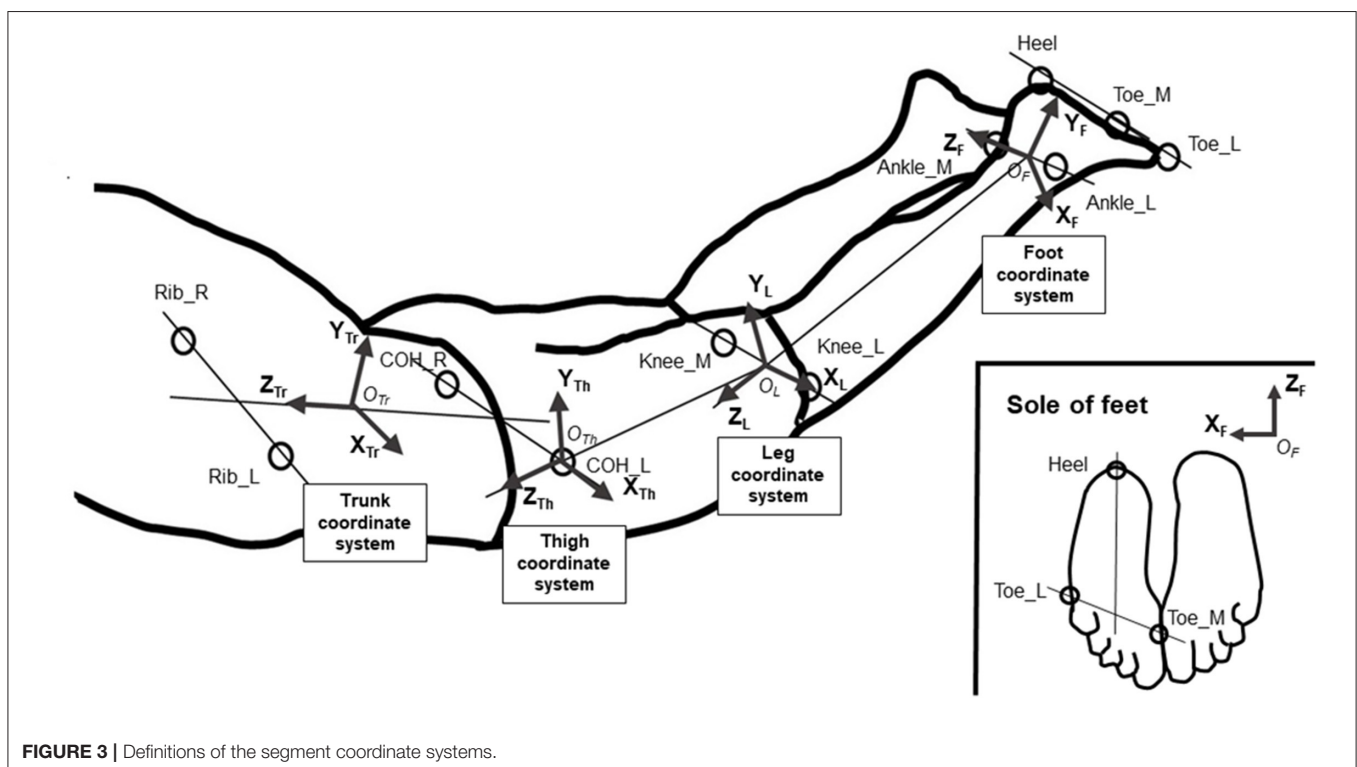 Heel
Toe_M
Y_F
Z_F
Toe_L
Ankle_M
O_F
Ankle_L
X_F
Foot
coordinate
system
Rib_R
Y_L
Y_Tr
Knee_M
Knee_L
COH_R
X_L
Z_Tr
O_Tr
Y_Th
O_L
Z_L
X_Tr
O_Th
Rib_L
COH_L
X_Th
Z_Th
Leg
coordinate
system
Trunk
coordinate
system
Thigh
coordinate
system
Sole of feet
Z_F
X_F
O_F
Heel
Toe_L
Toe_M
FIGURE 3 | Definitions of the segment coordinate systems.